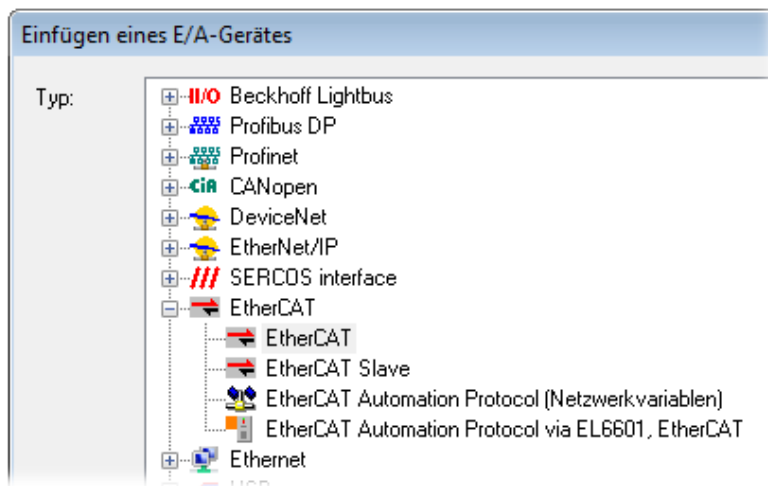 Einfügen eines E/A-Gerätes
Typ:
II/O Beckhoff Lightbus
Profibus DP
Profinet
CiA CANopen
DeviceNet
EtherNet/IP
SERCOS interface
EtherCAT
EtherCAT
EtherCAT Slave
EtherCAT Automation Protocol (Netzwerkvariablen)
EtherCAT Automation Protocol via EL6601, EtherCAT
Ethernet